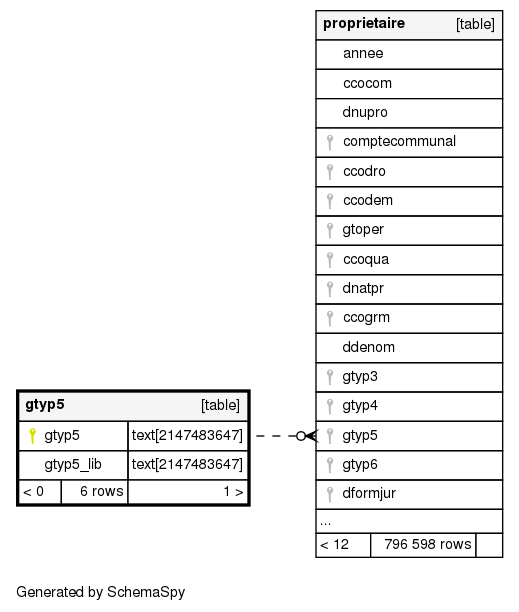 proprietaire [table]
annee
ccocom
dnupro
comptecommunal
ccodro
ccodem
gtoper
ccoqua
dnatpr
ccogrm
ddenom
gtyp3
gtyp4
gtyp5
gtyp6
dformjur
...
< 12 796 598 rows
gtyp5 [table]
gtyp5 text[2147483647]
gtyp5_lib text[2147483647]
< 0 6 rows 1 >
Generated by SchemaSpy